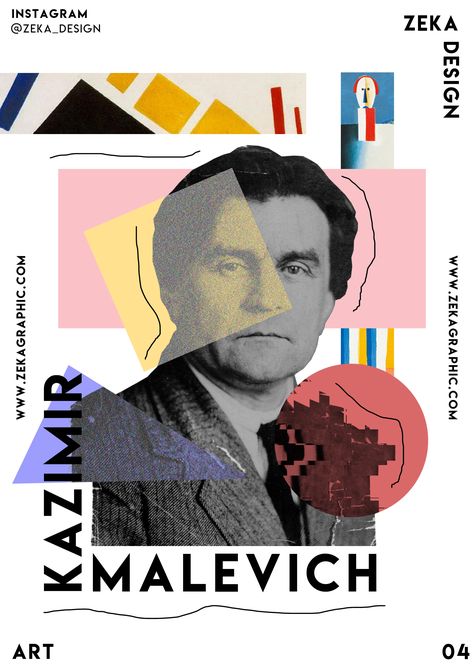 INSTAGRAM
@ZEKA_DESIGN
ZEKA
DESIGN
WWW.ZEKAGRAPHIC.COM
WWW.ZEKAGRAPHIC.COM
KAZIMIR
MALEVICH
ART
04